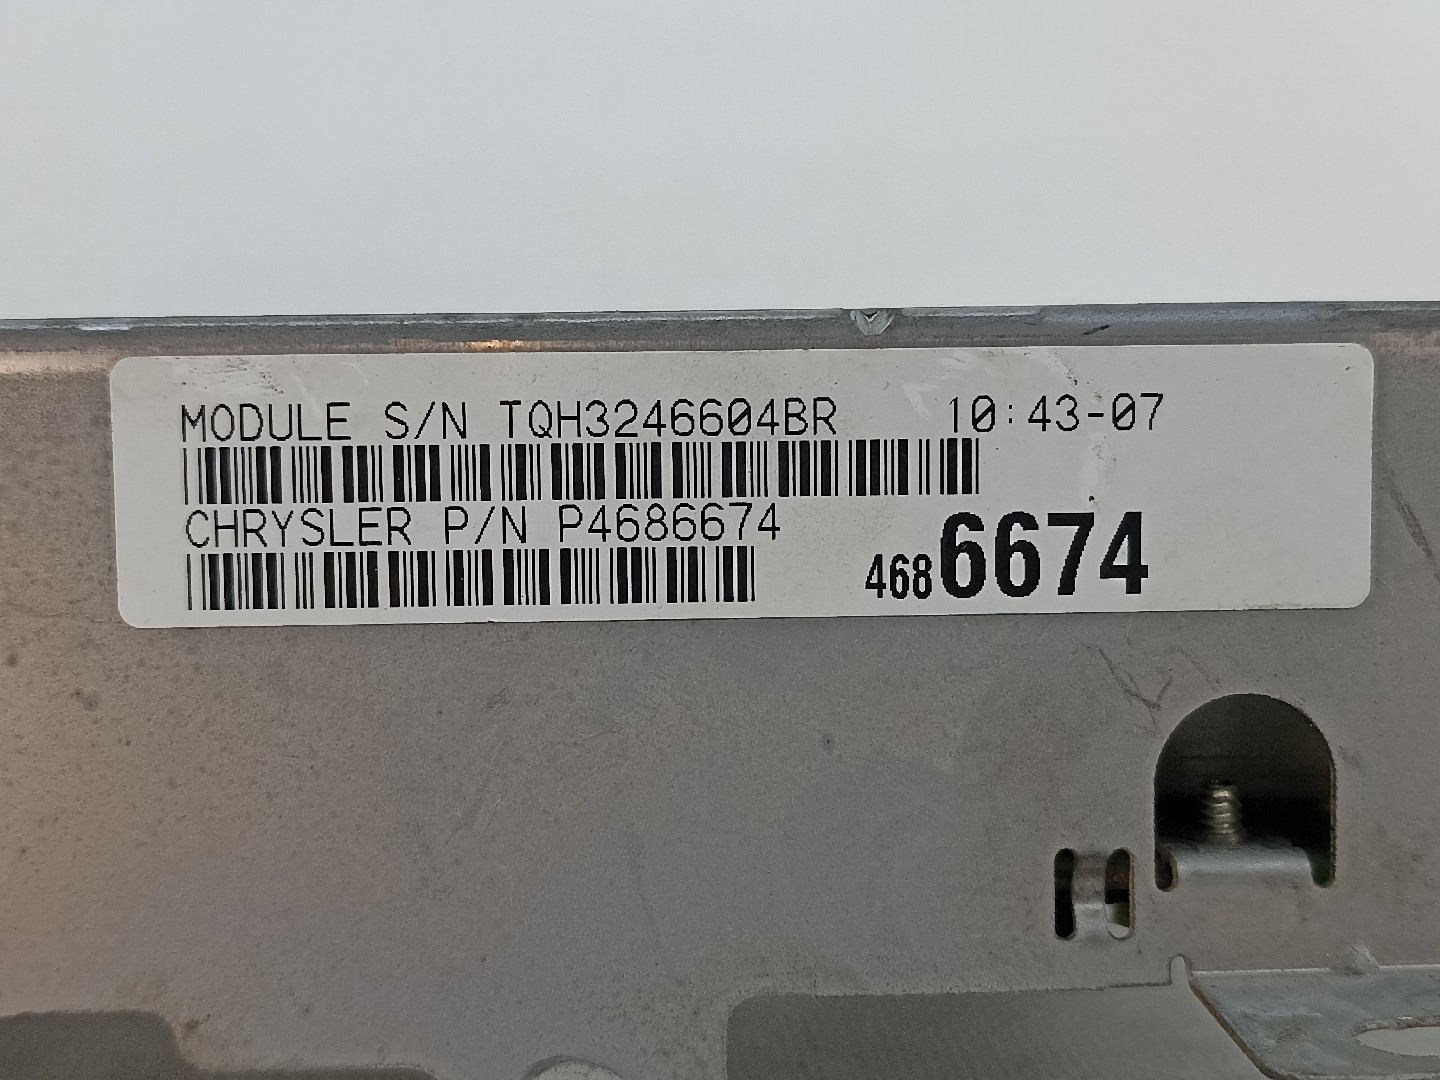 MODULE S/N TQH3246604BR 10:43-07
CHRYSLER P/N P4686674
4686674